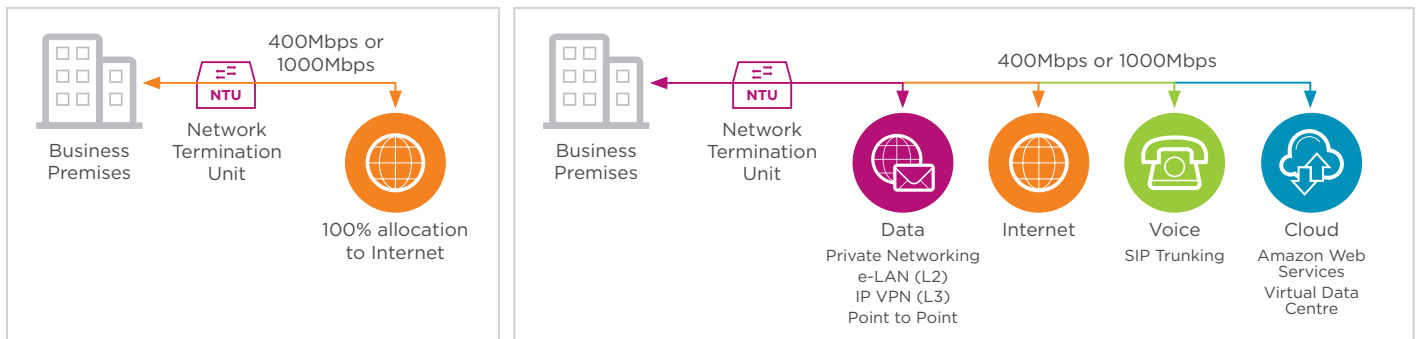 400Mbps or
1000Mbps
NTU
Business
Premises
Network
Termination
Unit
100% allocation
to Internet
400Mbps or 1000Mbps
NTU
Business
Premises
Network
Termination
Unit
Data
Private Networking
e-LAN (L2)
IP VPN (L3)
Point to Point
Internet
Voice
SIP Trunking
Cloud
Amazon Web
Services
Virtual Data
Centre